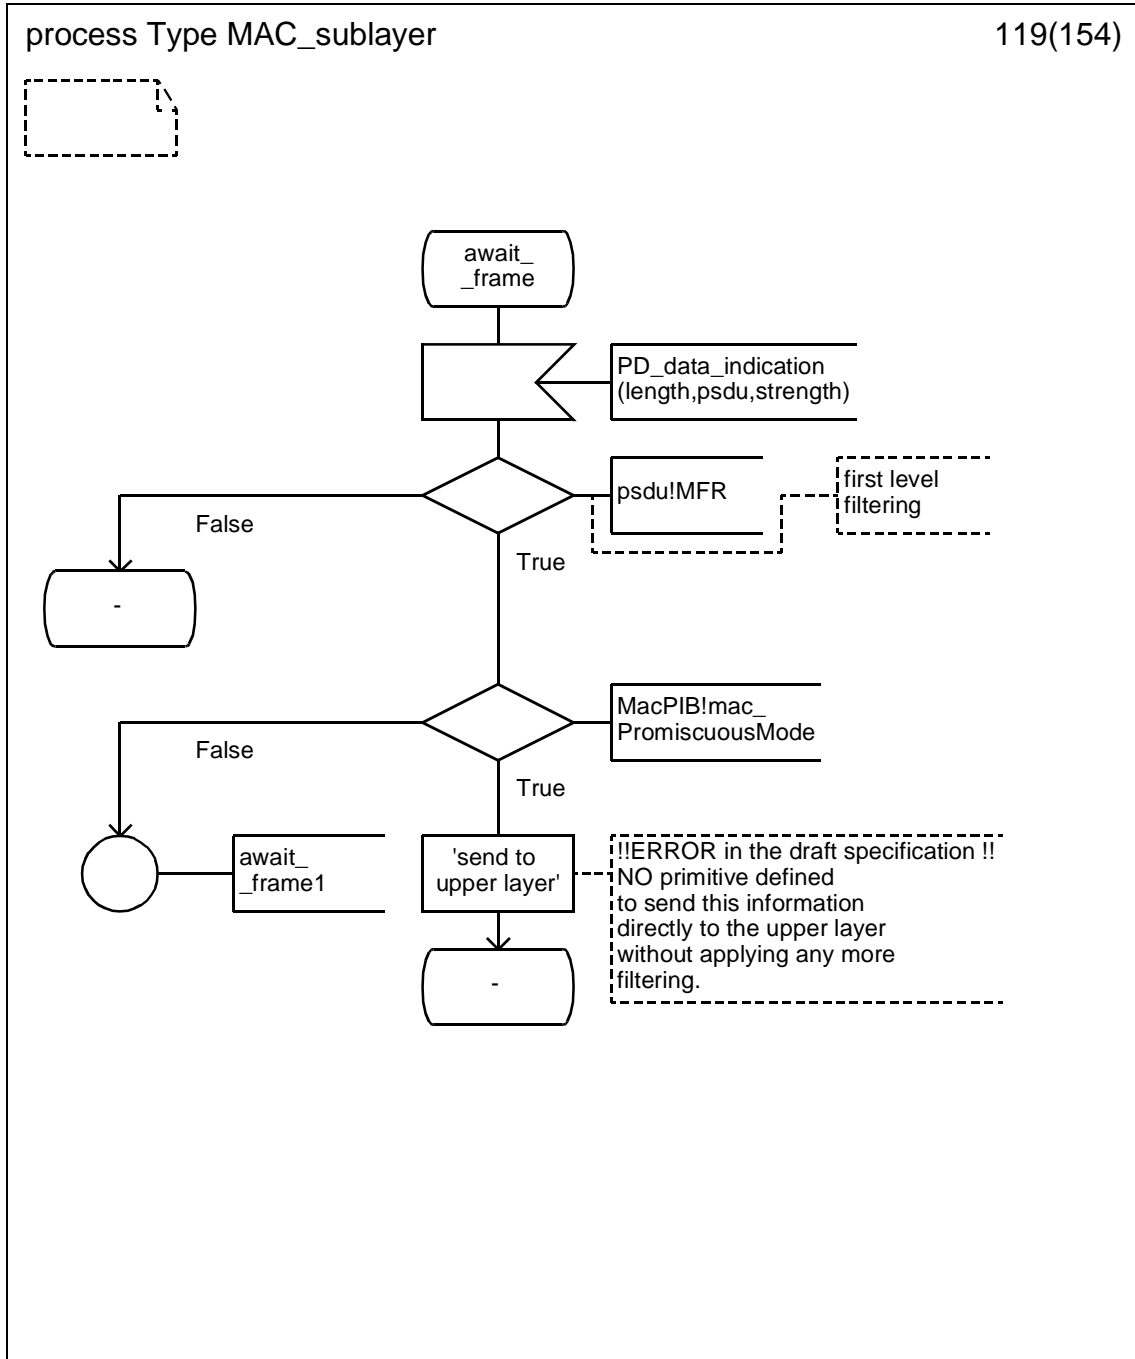 process Type MAC_sublayer
119(154)
await_
_frame
PD_data_indication
(length,psdu,strength)
psdu!MFR
first level
filtering
False
True
-
MacPIB!mac_
PromiscuousMode
False
True
await_
_frame1
'send to
upper layer'
!!ERROR in the draft specification !!
NO primitive defined
to send this information
directly to the upper layer
without applying any more
filtering.
-